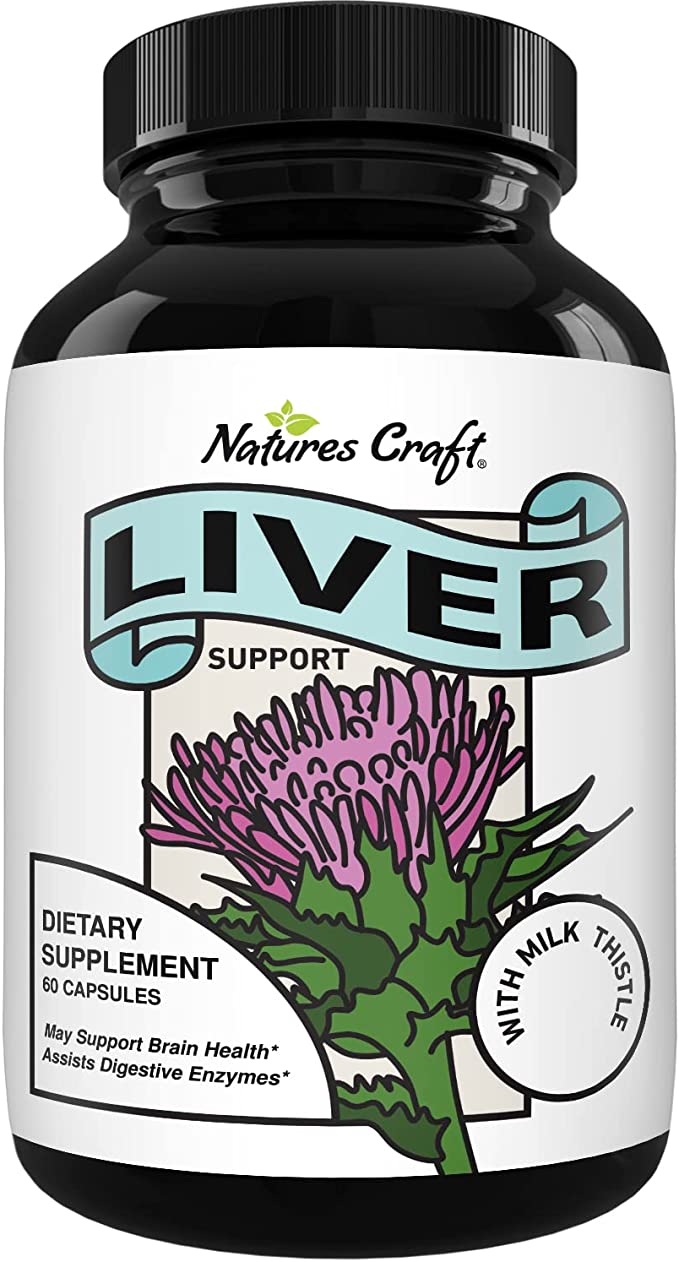 Natures Craft®
LIVER
SUPPORT
DIETARY
SUPPLEMENT
60 CAPSULES
May Support Brain Health*
Assists Digestive Enzymes*
WITH MILK THISTLE